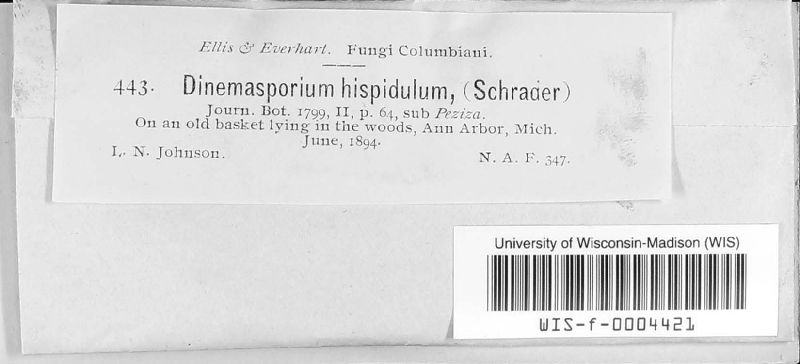 Ellis & Everhart. Fungi Columbiani.
443. Dinemasporium hispidulum, (Schrader)
Journ. Bot. 1799, II, p. 64, sub Peziza.
On an old basket lying in the woods, Ann Arbor, Mich.
June, 1894.
L. N. Johnson. N. A. F. 347.
University of Wisconsin-Madison (WIS)
WIS-f-0004421